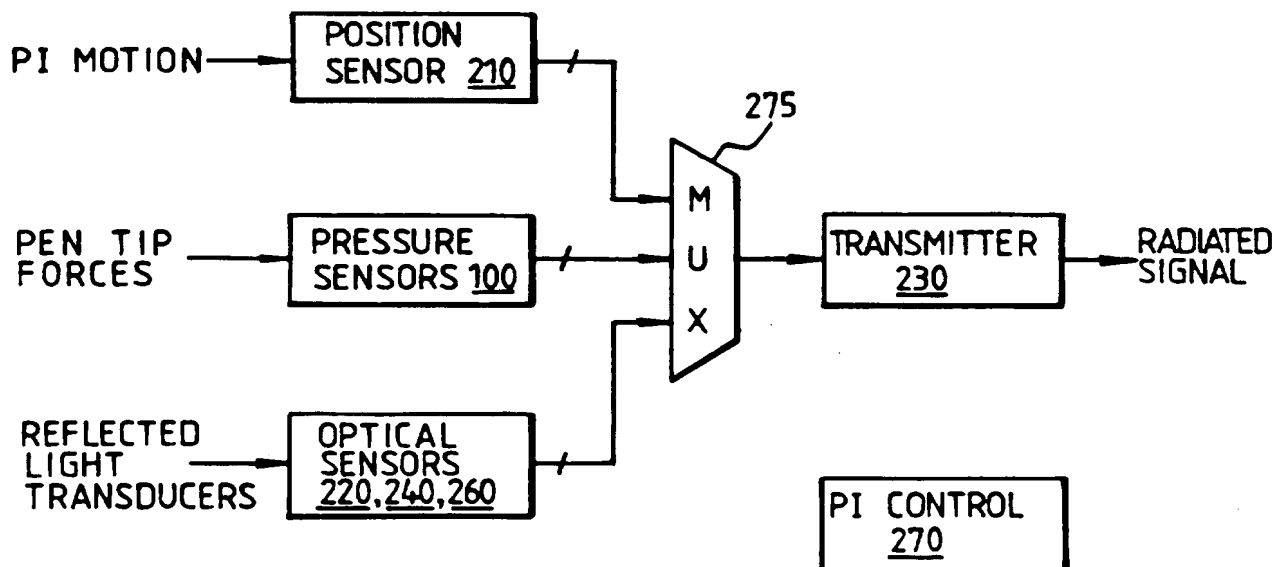 PI MOTION
POSITION
SENSOR 210
275
PEN TIP
FORCES
PRESSURE
SENSORS 100
M
U
X
TRANSMITTER
230
RADIATED
SIGNAL
REFLECTED
LIGHT
TRANSDUCERS
OPTICAL
SENSORS
220, 240, 260
PI CONTROL
270